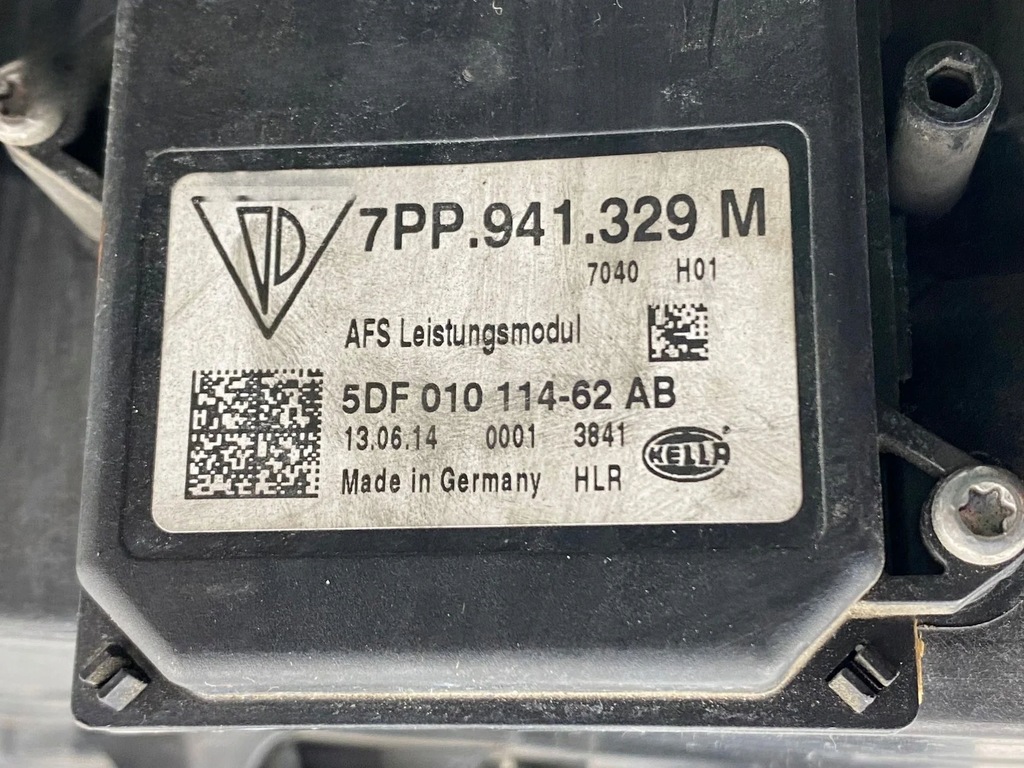 7PP.941.329 M
7040 H01
AFS Leistungsmodul
5DF 010 114-62 AB
13.06.14 0001 3841
HELLA
Made in Germany HLR